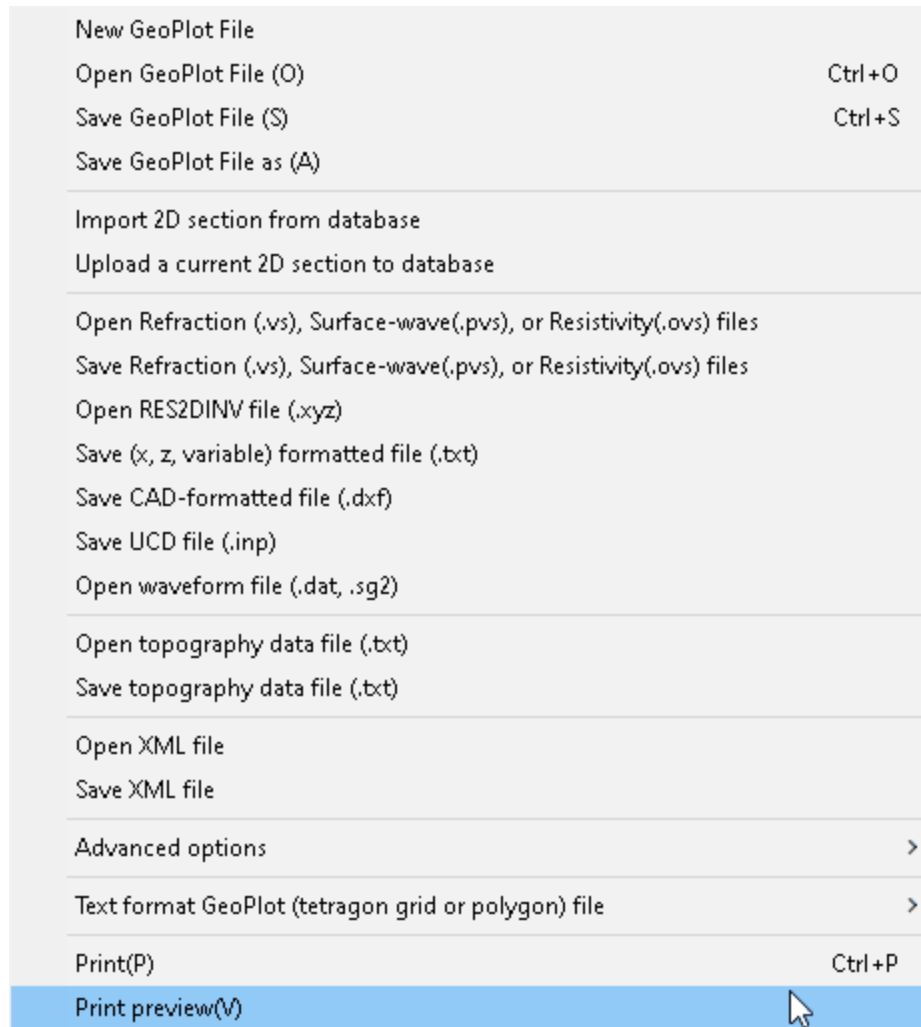 New GeoPlot File
Open GeoPlot File (O) Ctrl+O
Save GeoPlot File (S) Ctrl+S
Save GeoPlot File as (A)
Import 2D section from database
Upload a current 2D section to database
Open Refraction (.vs), Surface-wave(.pvs), or Resistivity(.ovs) files
Save Refraction (.vs), Surface-wave(.pvs), or Resistivity(.ovs) files
Open RES2DINV file (.xyz)
Save (x, z, variable) formatted file (.txt)
Save CAD-formatted file (.dxf)
Save UCD file (.inp)
Open waveform file (.dat, .sg2)
Open topography data file (.txt)
Save topography data file (.txt)
Open XML file
Save XML file
Advanced options
Text format GeoPlot (tetragon grid or polygon) file
Print(P) Ctrl+P
Print preview(V)